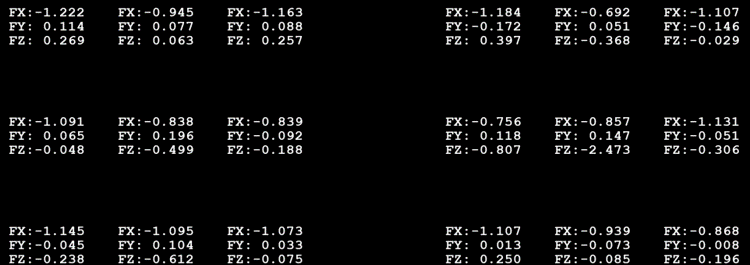 FX:-1.222 FX:-0.945 FX:-1.163 FX:-1.184 FX:-0.692 FX:-1.107
FY: 0.114 FY: 0.077 FY: 0.088 FY:-0.172 FY: 0.051 FY:-0.146
FZ: 0.269 FZ: 0.063 FZ: 0.257 FZ: 0.397 FZ:-0.368 FZ:-0.029
FX:-1.091 FX:-0.838 FX:-0.839 FX:-0.756 FX:-0.857 FX:-1.131
FY: 0.065 FY: 0.196 FY:-0.092 FY: 0.118 FY: 0.147 FY:-0.051
FZ:-0.048 FZ:-0.499 FZ:-0.188 FZ:-0.807 FZ:-2.473 FZ:-0.306
FX:-1.145 FX:-1.095 FX:-1.073 FX:-1.107 FX:-0.939 FX:-0.868
FY:-0.045 FY: 0.104 FY: 0.033 FY: 0.013 FY:-0.073 FY:-0.008
FZ:-0.238 FZ:-0.612 FZ:-0.075 FZ: 0.250 FZ:-0.085 FZ:-0.196